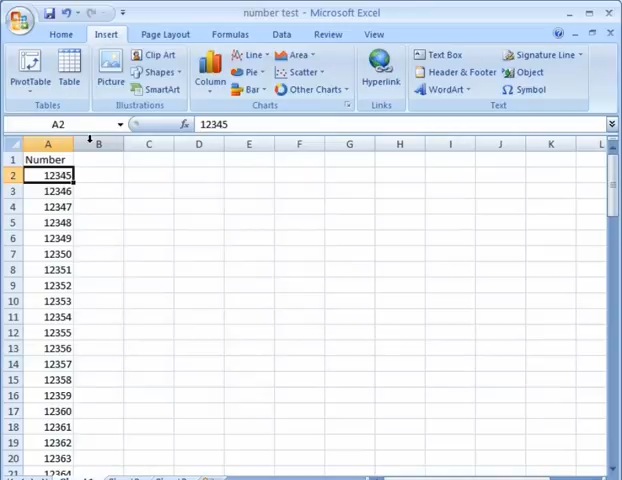 number test - Microsoft Excel
Home Insert Page Layout Formulas Data Review View
PivotTable Table Picture Clip Art Shapes SmartArt Column Line Pie Bar Area Scatter Other Charts Hyperlink Text Box Header & Footer WordArt Signature Line Object Symbol
Tables Illustrations Charts Links Text
A2 fx 12345
A B C D E F G H I J K L
1 Number
2 12345
3 12346
4 12347
5 12348
6 12349
7 12350
8 12351
9 12352
10 12353
11 12354
12 12355
13 12356
14 12357
15 12358
16 12359
17 12360
18 12361
19 12362
20 12363
21 12364